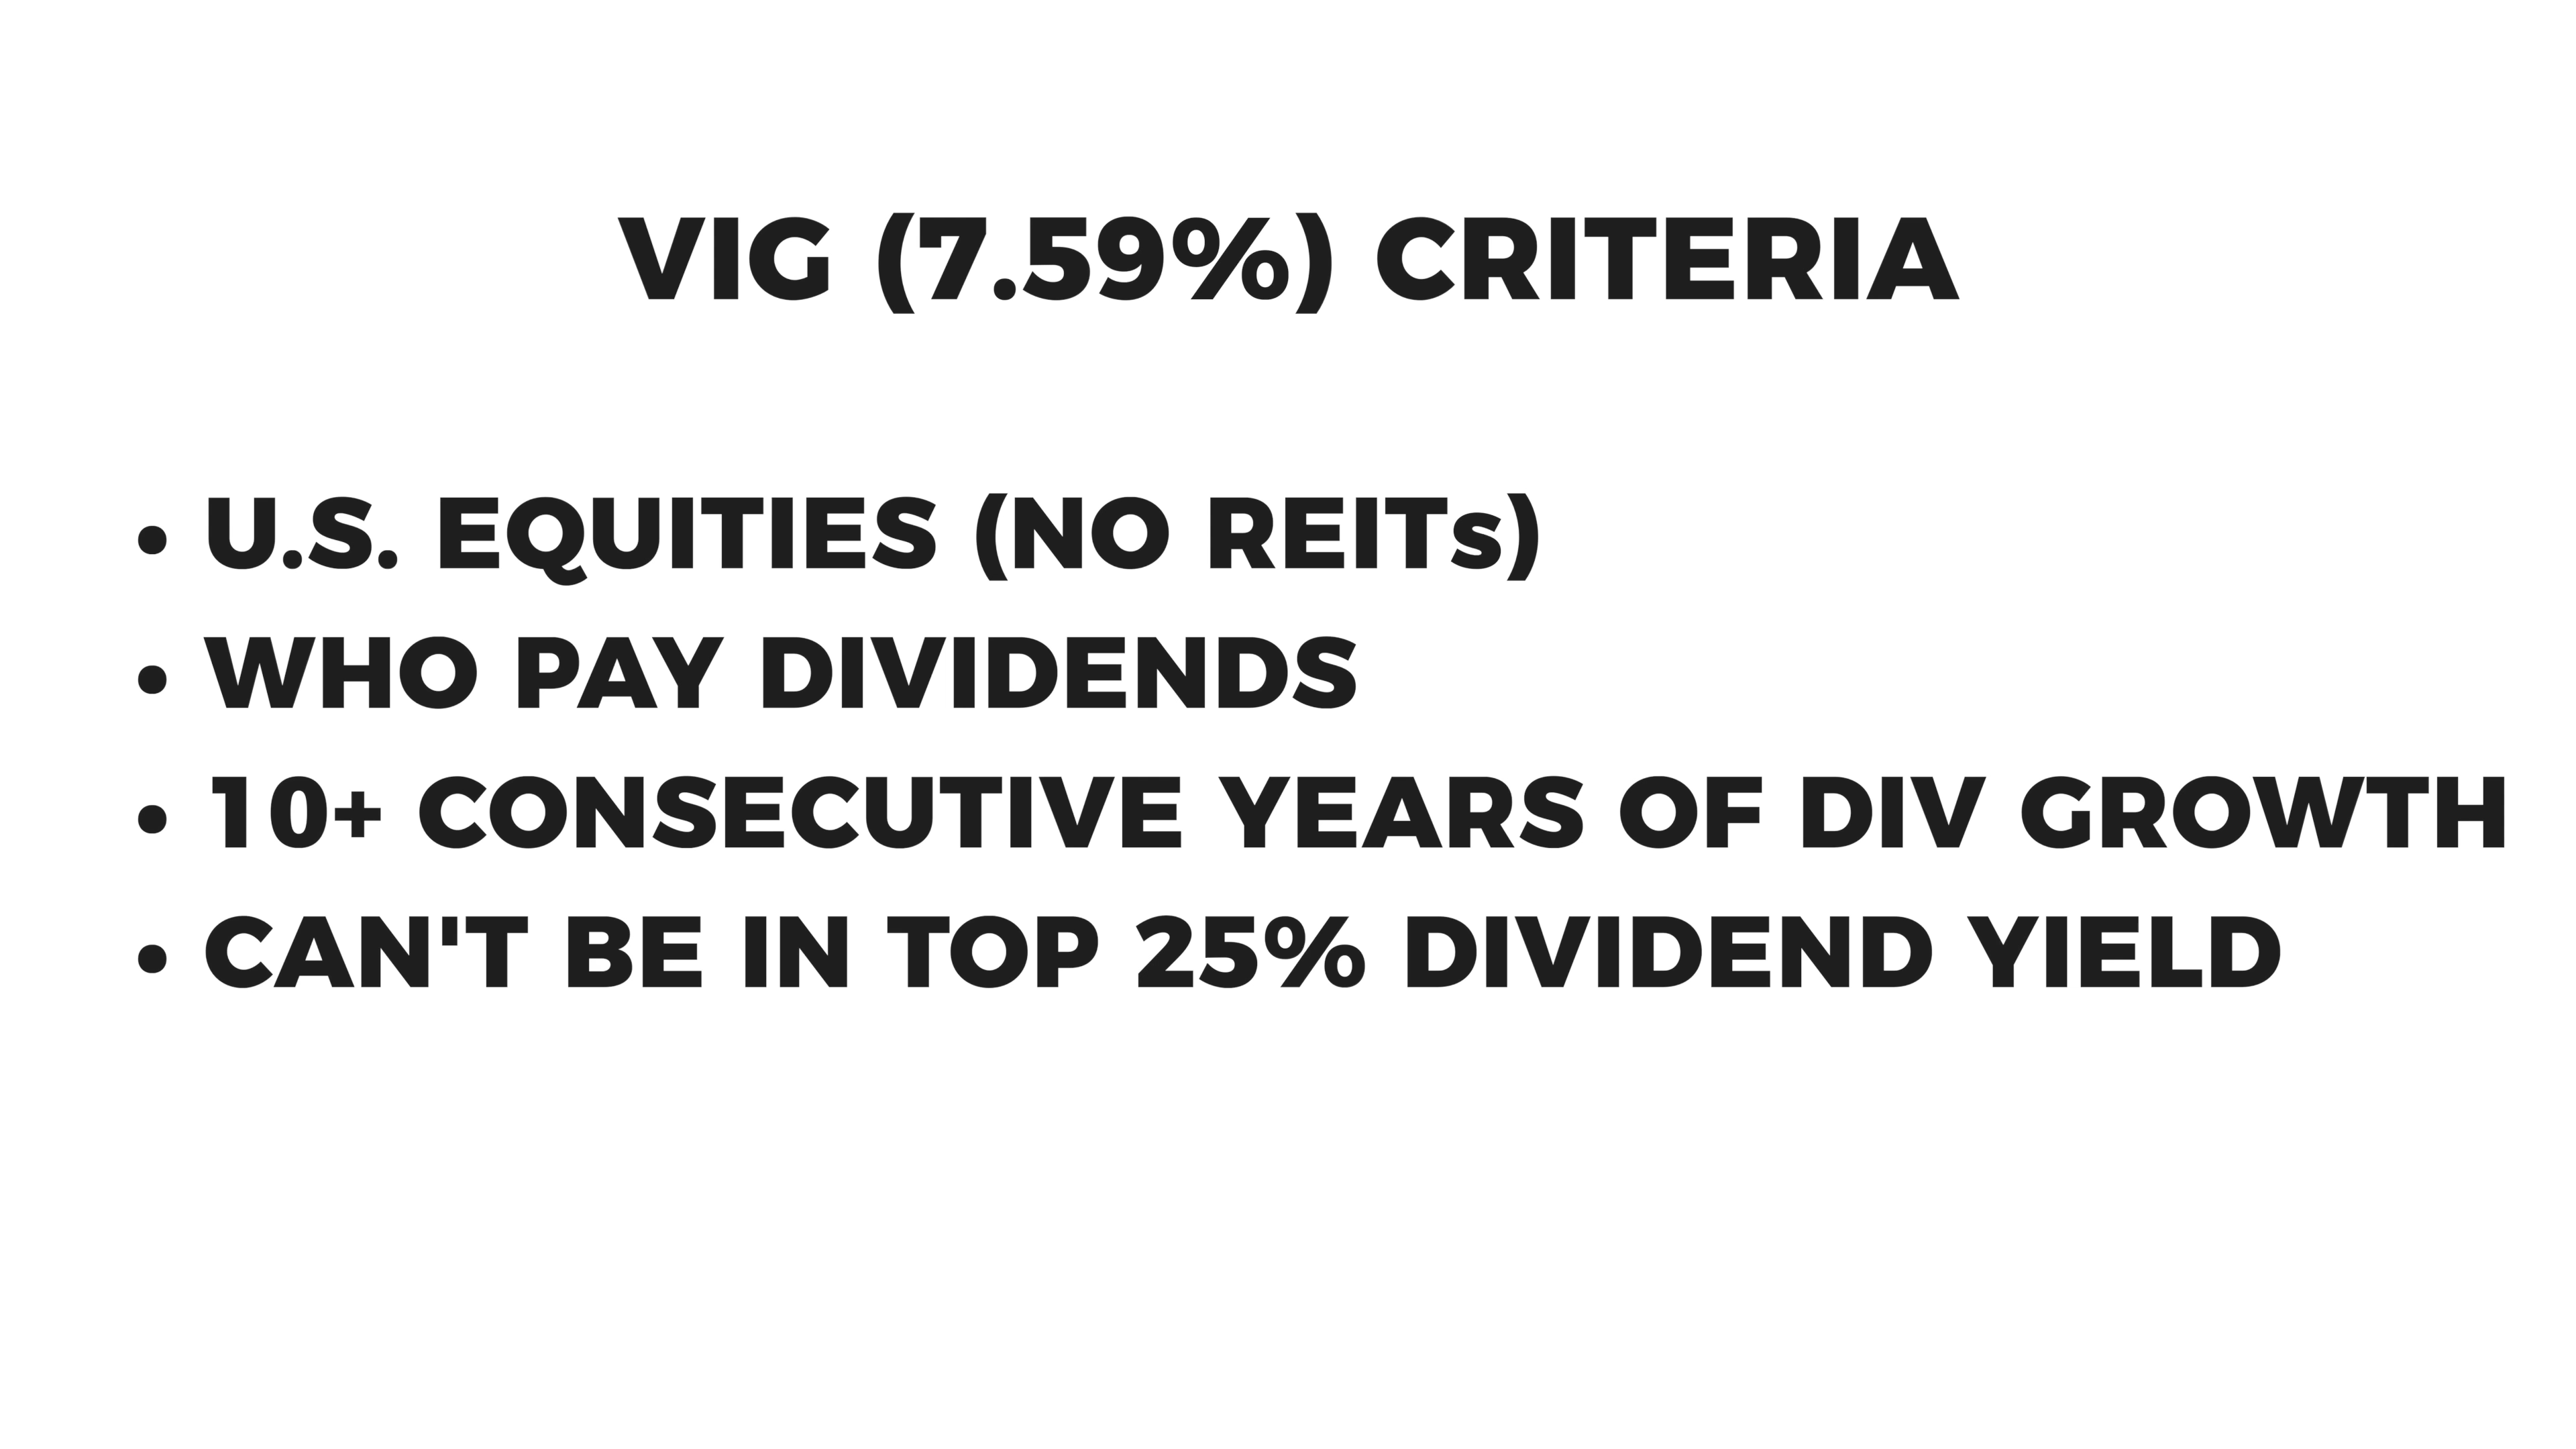 VIG (7.59%) CRITERIA
• U.S. EQUITIES (NO REITs)
• WHO PAY DIVIDENDS
• 10+ CONSECUTIVE YEARS OF DIV GROWTH
• CAN'T BE IN TOP 25% DIVIDEND YIELD